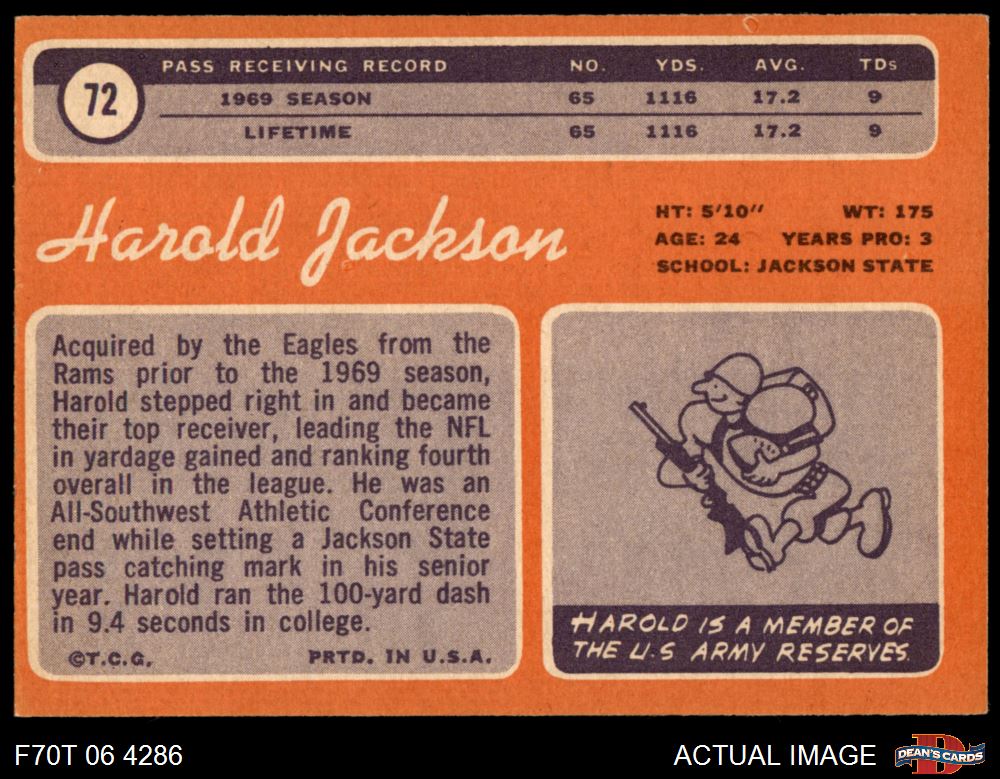 72
PASS RECEIVING RECORD NO. YDS. AVG. TDs
1969 SEASON 65 1116 17.2 9
LIFETIME 65 1116 17.2 9
Harold Jackson
HT: 5'10" WT: 175
AGE: 24 YEARS PRO: 3
SCHOOL: JACKSON STATE
Acquired by the Eagles from the
Rams prior to the 1969 season,
Harold stepped right in and became
their top receiver, leading the NFL
in yardage gained and ranking fourth
overall in the league. He was an
All-Southwest Athletic Conference
end while setting a Jackson State
pass catching mark in his senior
year. Harold ran the 100-yard dash
in 9.4 seconds in college.
©T.C.G. PRTD. IN U.S.A.
HAROLD IS A MEMBER OF
THE U.S ARMY RESERVES.
F70T 06 4286
ACTUAL IMAGE
D
DEAN'S CARDS